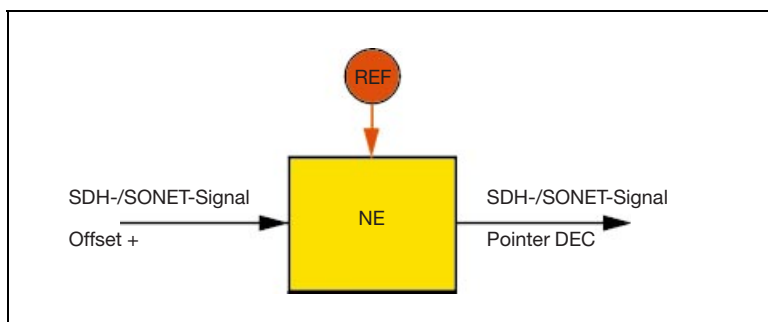 REF
SDH-/SONET-Signal
Offset +
NE
SDH-/SONET-Signal
Pointer DEC